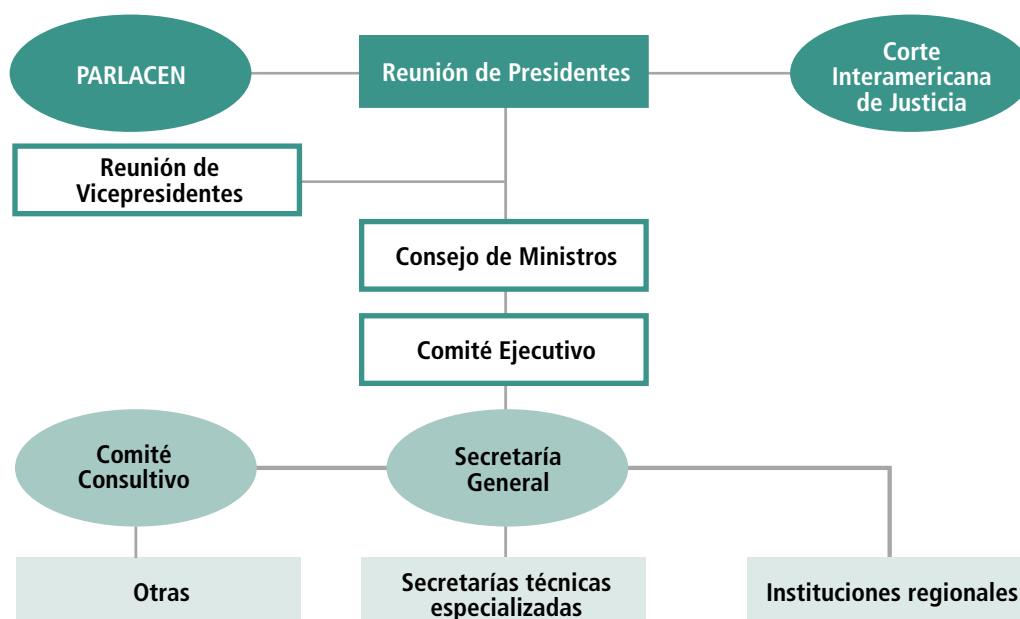 PARLACEN
Reunión de Presidentes
Corte
Interamericana
de Justicia
Reunión de
Vicepresidentes
Consejo de Ministros
Comité Ejecutivo
Comité
Consultivo
Secretaría
General
Otras
Secretarías técnicas
especializadas
Instituciones regionales